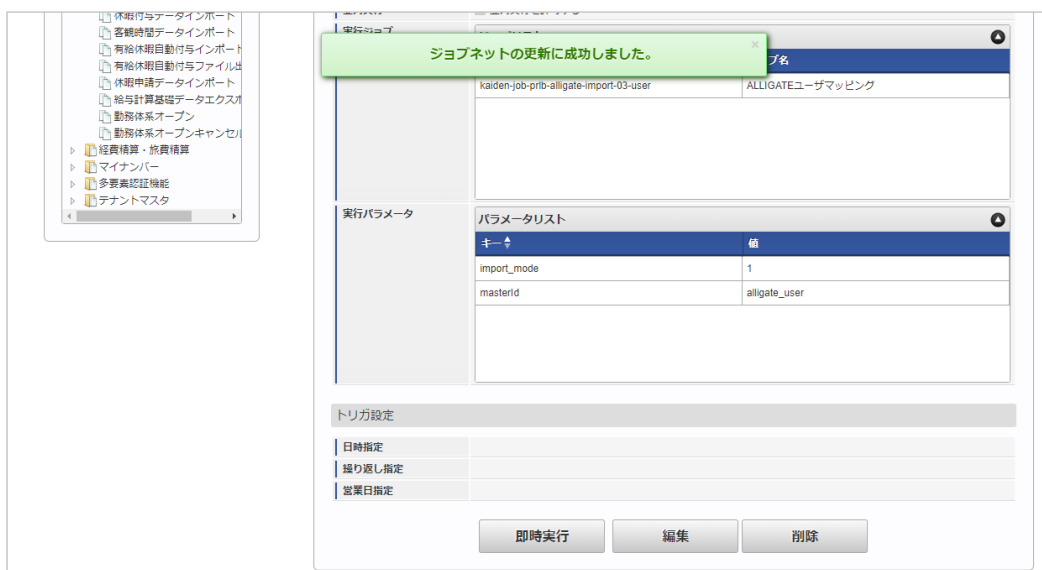 休暇付与データインポート
客観時間データインポート
有給休暇自動付与インポート
有給休暇自動付与ファイル出
休暇申請データインポート
給与計算基礎データエクスポ
勤務体系オープン
勤務体系オープンキャンセル
経費精算・旅費精算
マイナンバー
多要素認証機能
テナントマスタ
実行ジョブ
ジョブネットの更新に成功しました。
×
ブ名
kaiden-job-prlb-alligate-import-03-user
ALLIGATEユーザマッピング
実行パラメータ
パラメータリスト
キー
値
import_mode
1
masterId
alligate_user
トリガ設定
日時指定
繰り返し指定
営業日指定
即時実行
編集
削除